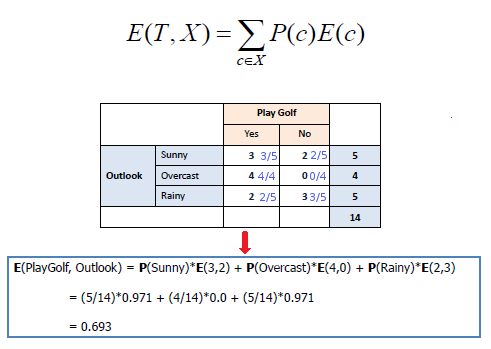 E(T, X) = ∑ P(c)E(c)
c∈X
Play Golf
Yes No
Sunny 3 3/5 2 2/5 5
Outlook Overcast 4 4/4 0 0/4 4
Rainy 2 2/5 3 3/5 5
14
E(PlayGolf, Outlook) = P(Sunny)*E(3,2) + P(Overcast)*E(4,0) + P(Rainy)*E(2,3)
= (5/14)*0.971 + (4/14)*0.0 + (5/14)*0.971
= 0.693